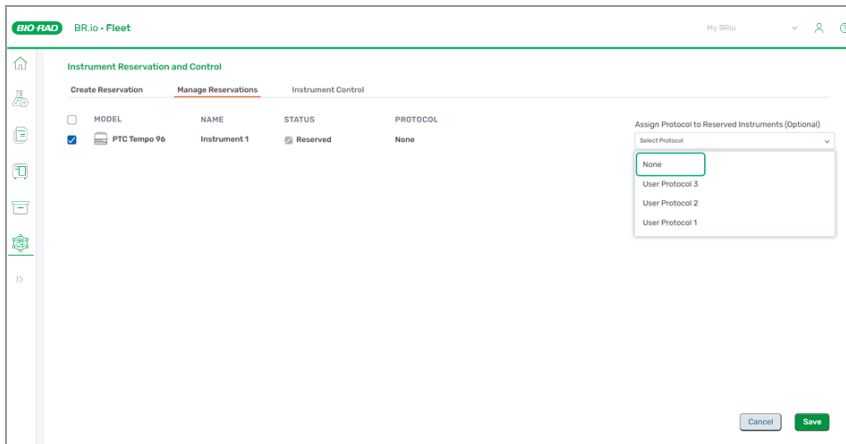 BIO-RAD BR.io • Fleet My BRio
Instrument Reservation and Control
Create Reservation Manage Reservations Instrument Control
MODEL NAME STATUS PROTOCOL
Assign Protocol to Reserved Instruments (Optional)
PTC Tempo 96 Instrument 1 Reserved None
Select Protocol
None
User Protocol 3
User Protocol 2
User Protocol 1
Cancel Save